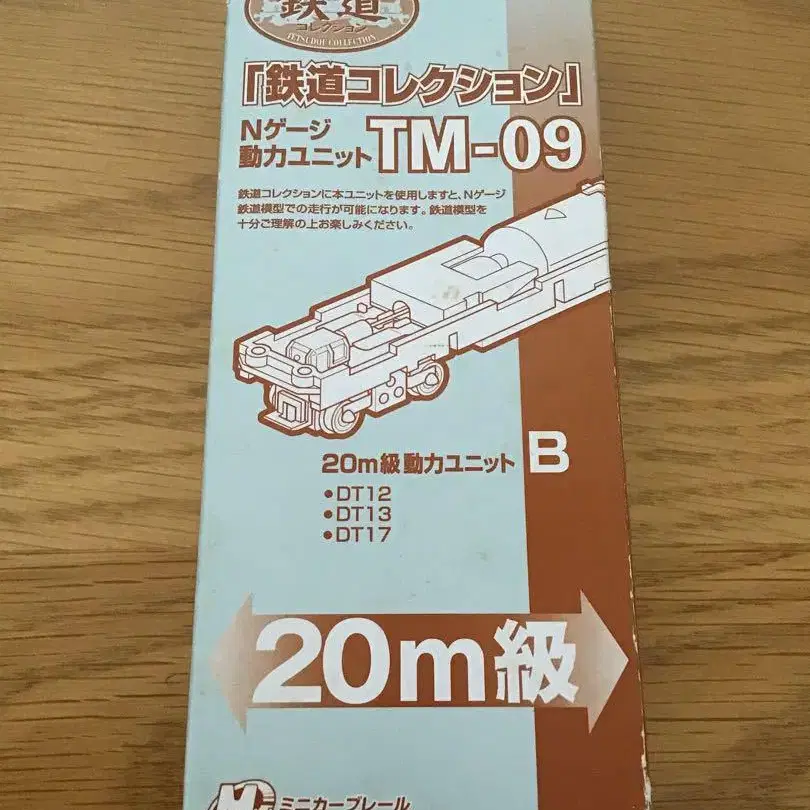 鉄道
コレクション
TETSUDOU COLLECTION
「鉄道コレクション」
Nゲージ
動力ユニット TM-09
鉄道コレクションに本ユニットを使用しますと、Nゲージ
鉄道模型での走行が可能になります。鉄道模型を
十分ご理解の上お楽しみください。
20m級動力ユニット B
•DT12
•DT13
•DT17
20m級
ミニカーブレール